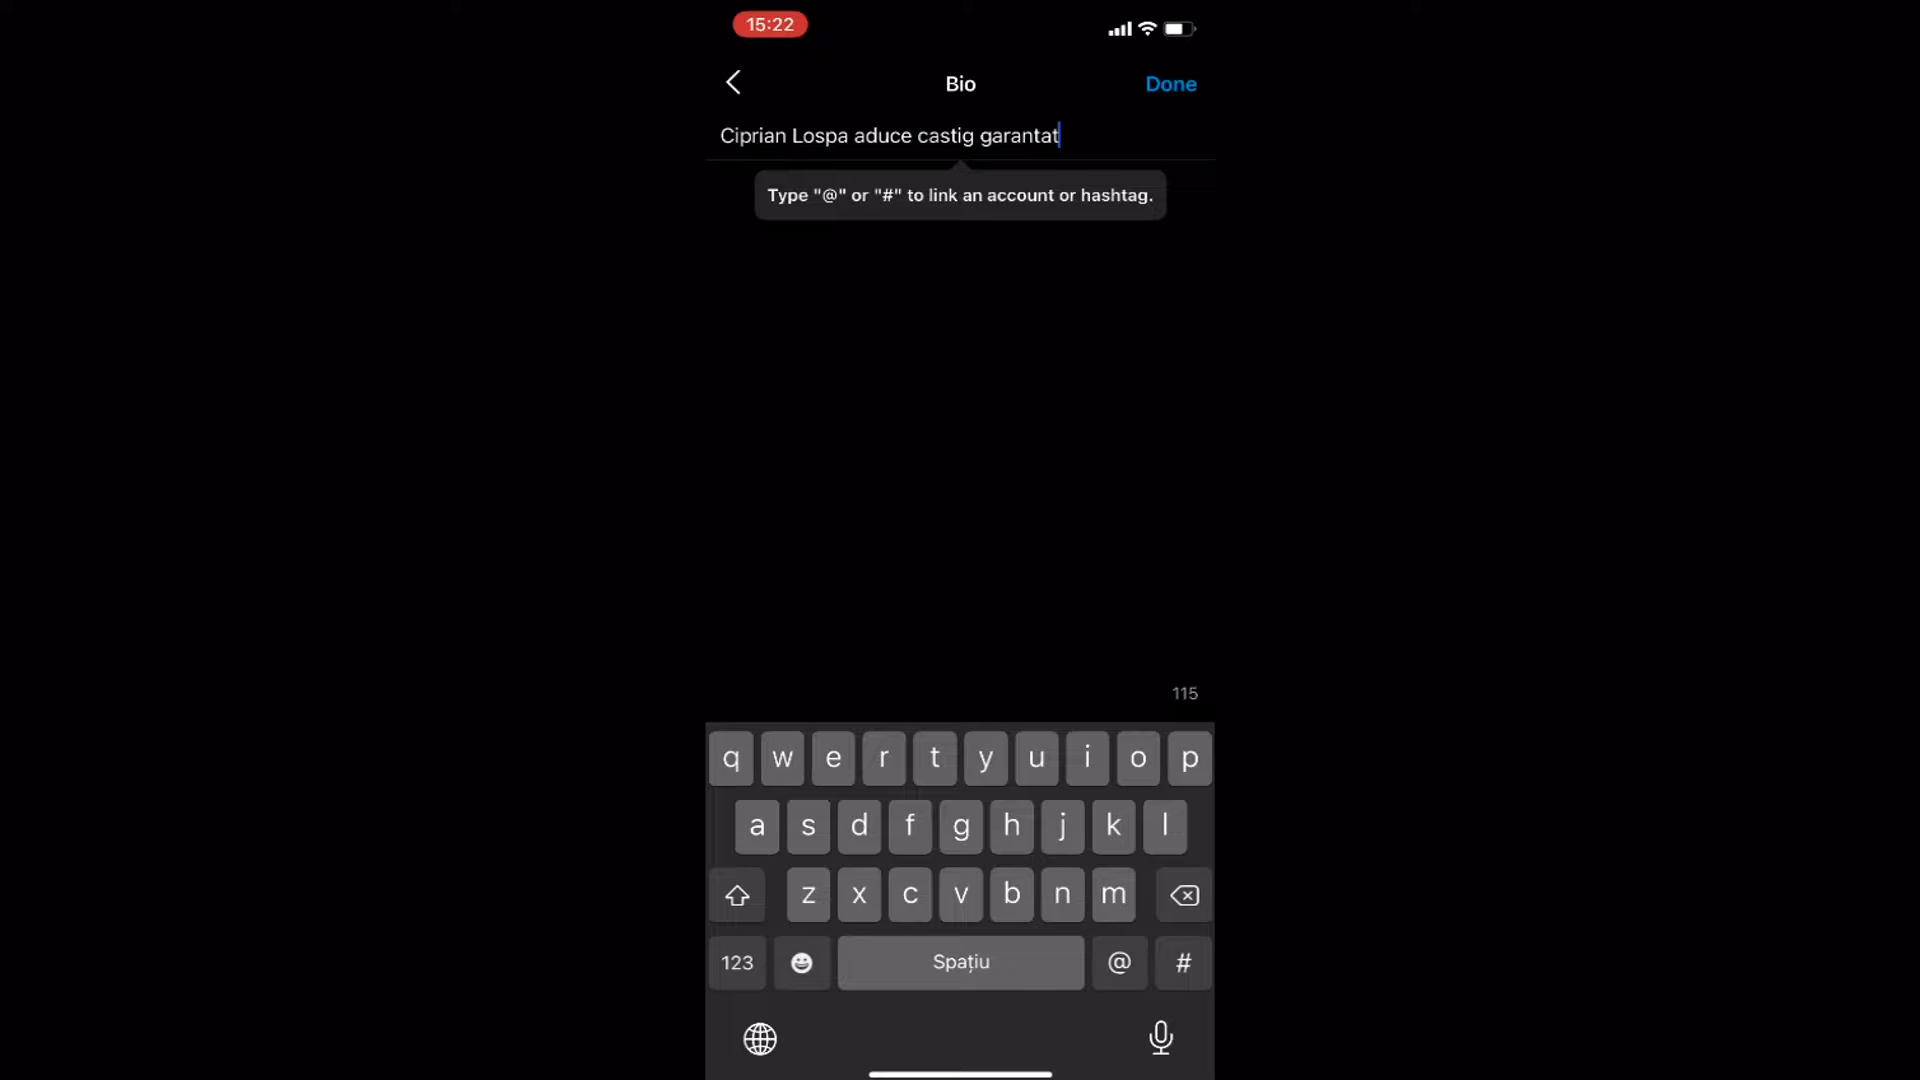 15:22
Bio
Done
Ciprian Lospa aduce castig garantat
Type "@" or "#" to link an account or hashtag.
115
q w e r t y u i o p
a s d f g h j k l
z x c v b n m
123 Spațiu @ #